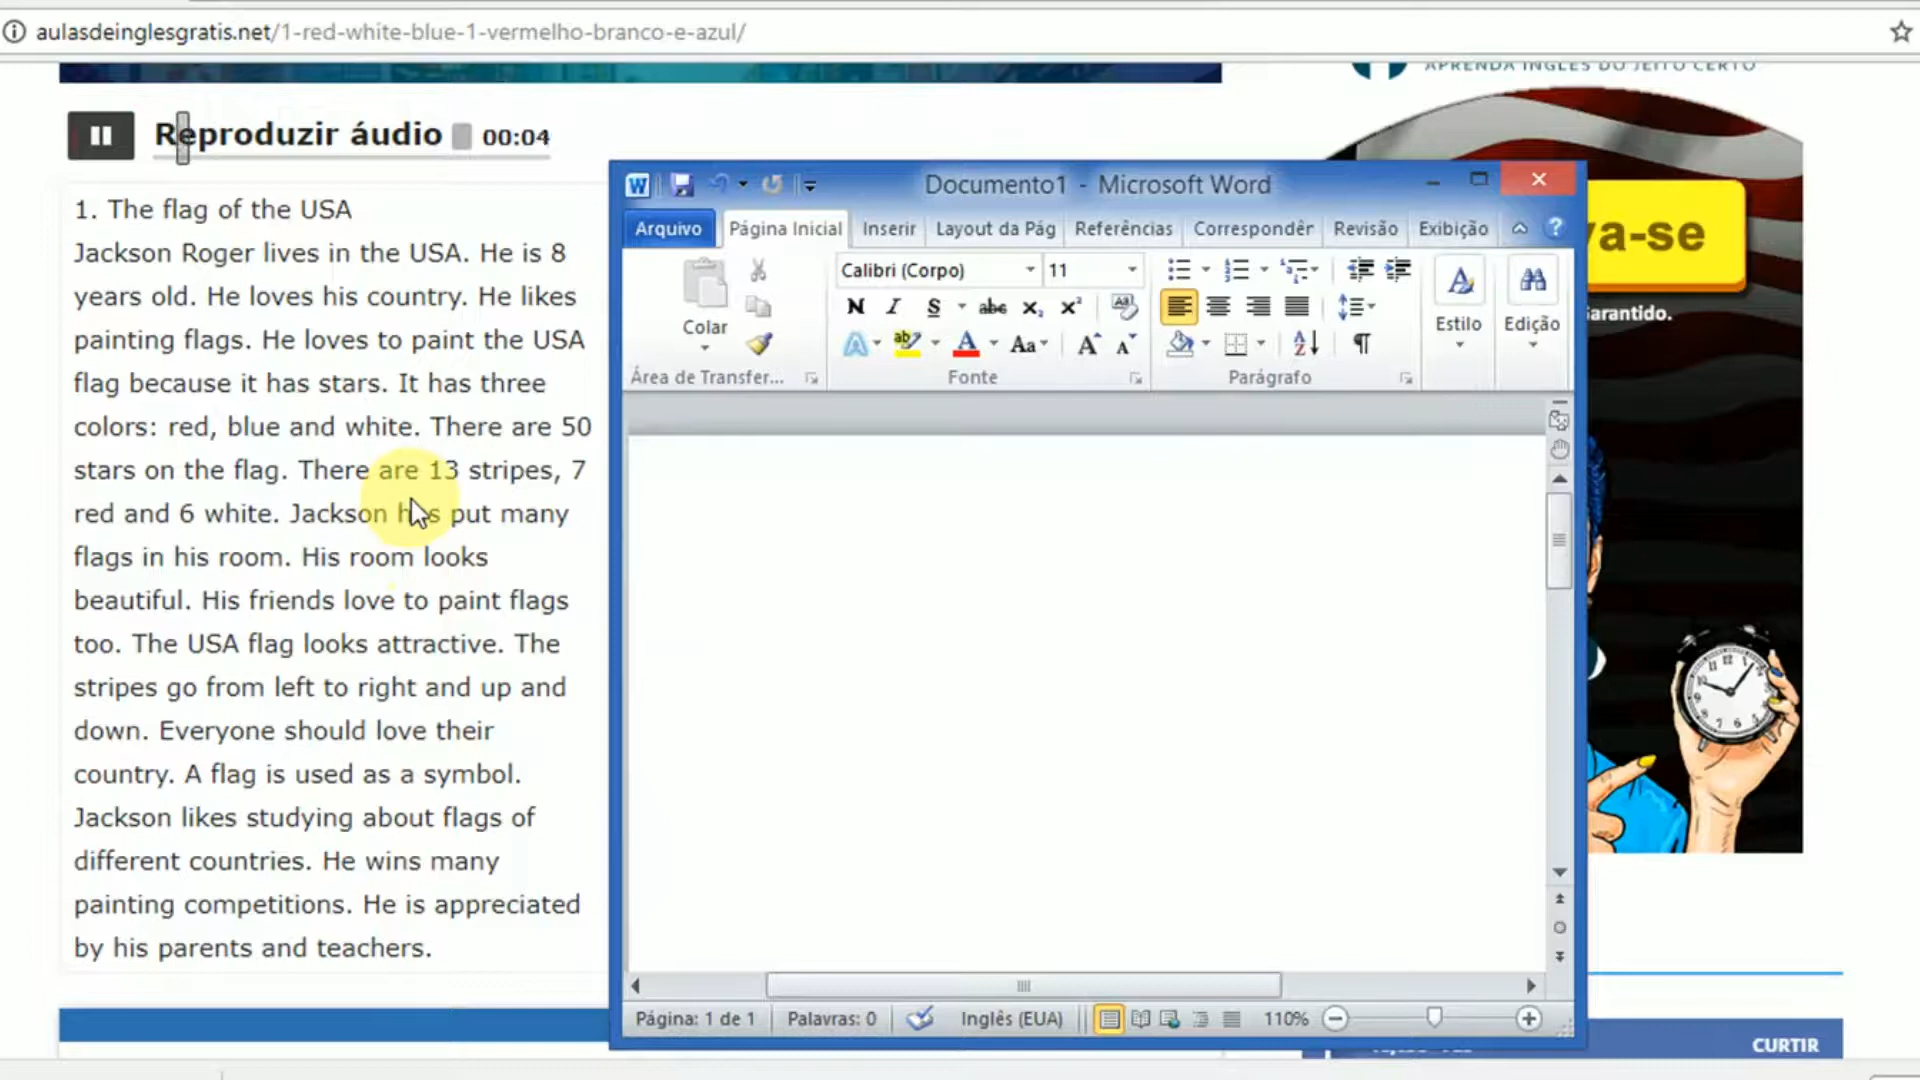 aulasdeinglesgratis.net/1-red-white-blue-1-vermelho-branco-e-azul/
APRENDA INGLÊS DO JEITO CERTO
Reproduzir áudio 00:04
1. The flag of the USA
Jackson Roger lives in the USA. He is 8
years old. He loves his country. He likes
painting flags. He loves to paint the USA
flag because it has stars. It has three
colors: red, blue and white. There are 50
stars on the flag. There are 13 stripes, 7
red and 6 white. Jackson has put many
flags in his room. His room looks
beautiful. His friends love to paint flags
too. The USA flag looks attractive. The
stripes go from left to right and up and
down. Everyone should love their
country. A flag is used as a symbol.
Jackson likes studying about flags of
different countries. He wins many
painting competitions. He is appreciated
by his parents and teachers.
Documento1 - Microsoft Word
Arquivo Página Inicial Inserir Layout da Pág Referências Correspondên Revisão Exibição
Calibri (Corpo) 11
N I S abc x₂ x²
Colar
Aa A A
Estilo
Edição
Área de Transfer... Fonte Parágrafo
va-se
Garantido.
Página: 1 de 1 Palavras: 0 Inglês (EUA) 110%
CURTIR